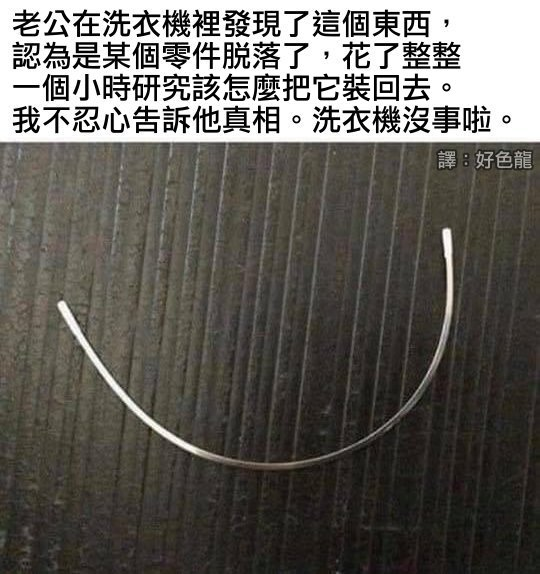 老公在洗衣機裡發現了這個東西，
認為是某個零件脫落了，花了整整
一個小時研究該怎麼把它裝回去。
我不忍心告訴他真相。洗衣機沒事啦。
譯：好色龍